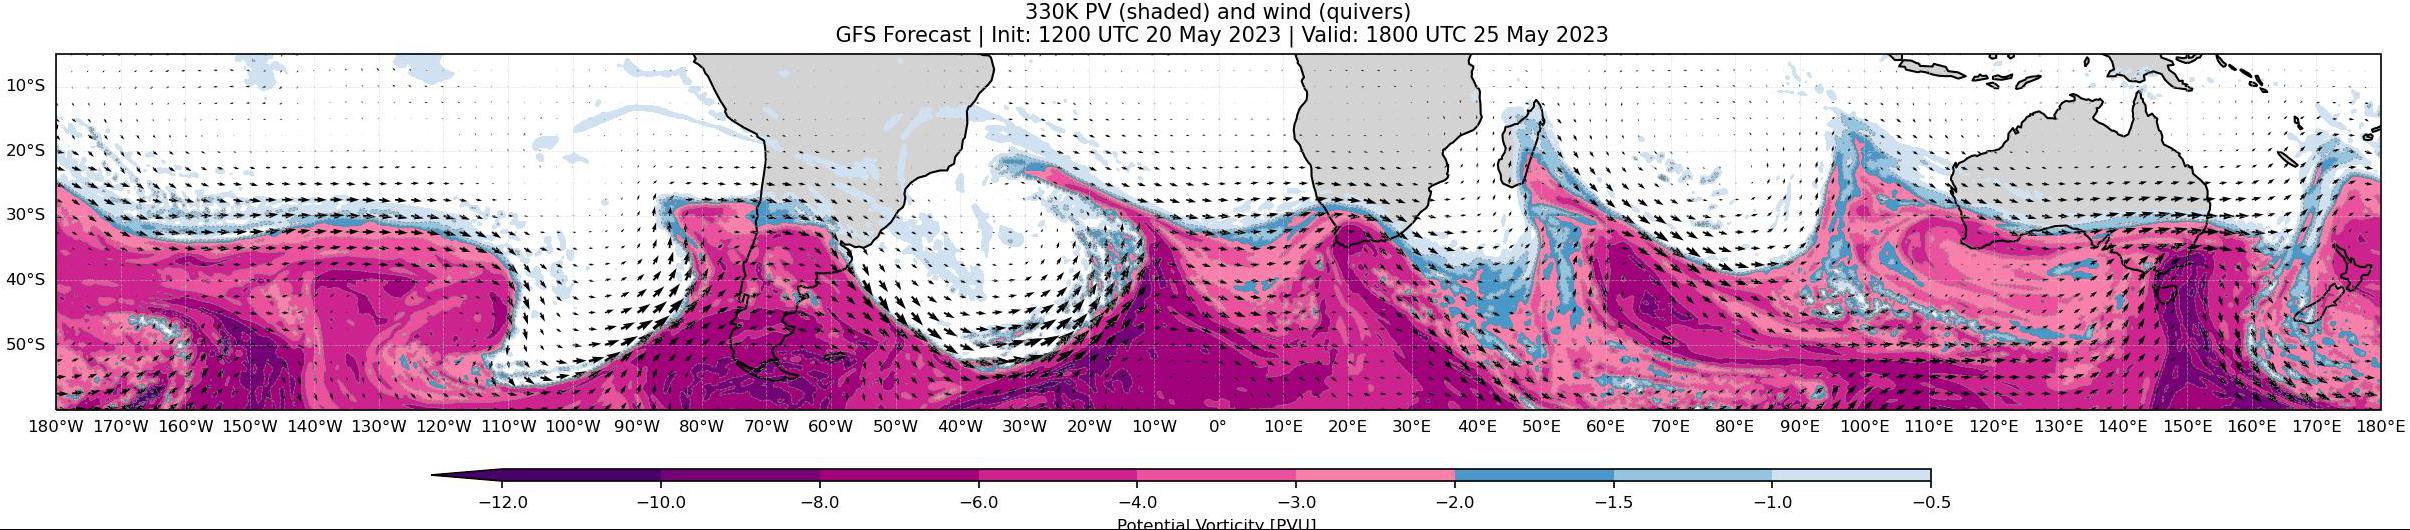 330K PV (shaded) and wind (quivers)
GFS Forecast | Init: 1200 UTC 20 May 2023 | Valid: 1800 UTC 25 May 2023
10°S
20°S
30°S
40°S
50°S
180°W 170°W 160°W 150°W 140°W 130°W 120°W 110°W 100°W 90°W 80°W 70°W 60°W 50°W 40°W 30°W 20°W 10°W 0° 10°E 20°E 30°E 40°E 50°E 60°E 70°E 80°E 90°E 100°E 110°E 120°E 130°E 140°E 150°E 160°E 170°E 180°E
−12.0 −10.0 −8.0 −6.0 −4.0 −3.0 −2.0 −1.5 −1.0 −0.5
Potential Vorticity [PVU]